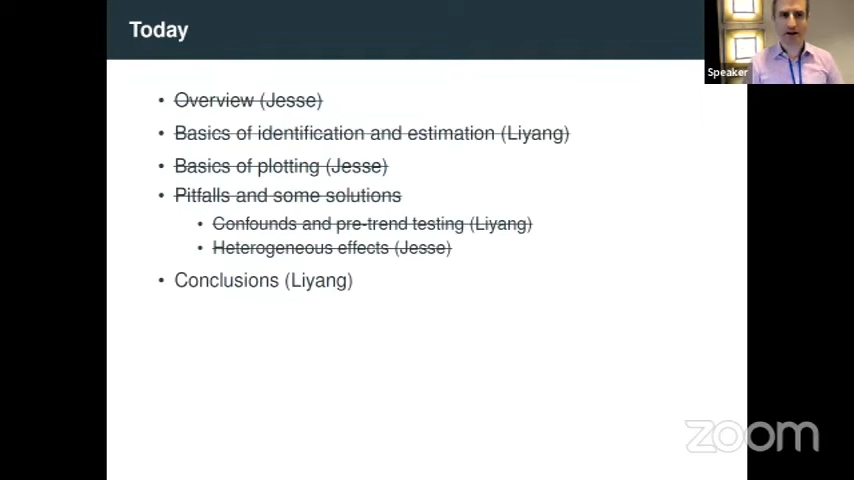 Today
Speaker
• Overview (Jesse)
• Basics of identification and estimation (Liyang)
• Basics of plotting (Jesse)
• Pitfalls and some solutions
• Confounds and pre-trend testing (Liyang)
• Heterogeneous effects (Jesse)
• Conclusions (Liyang)
zoom